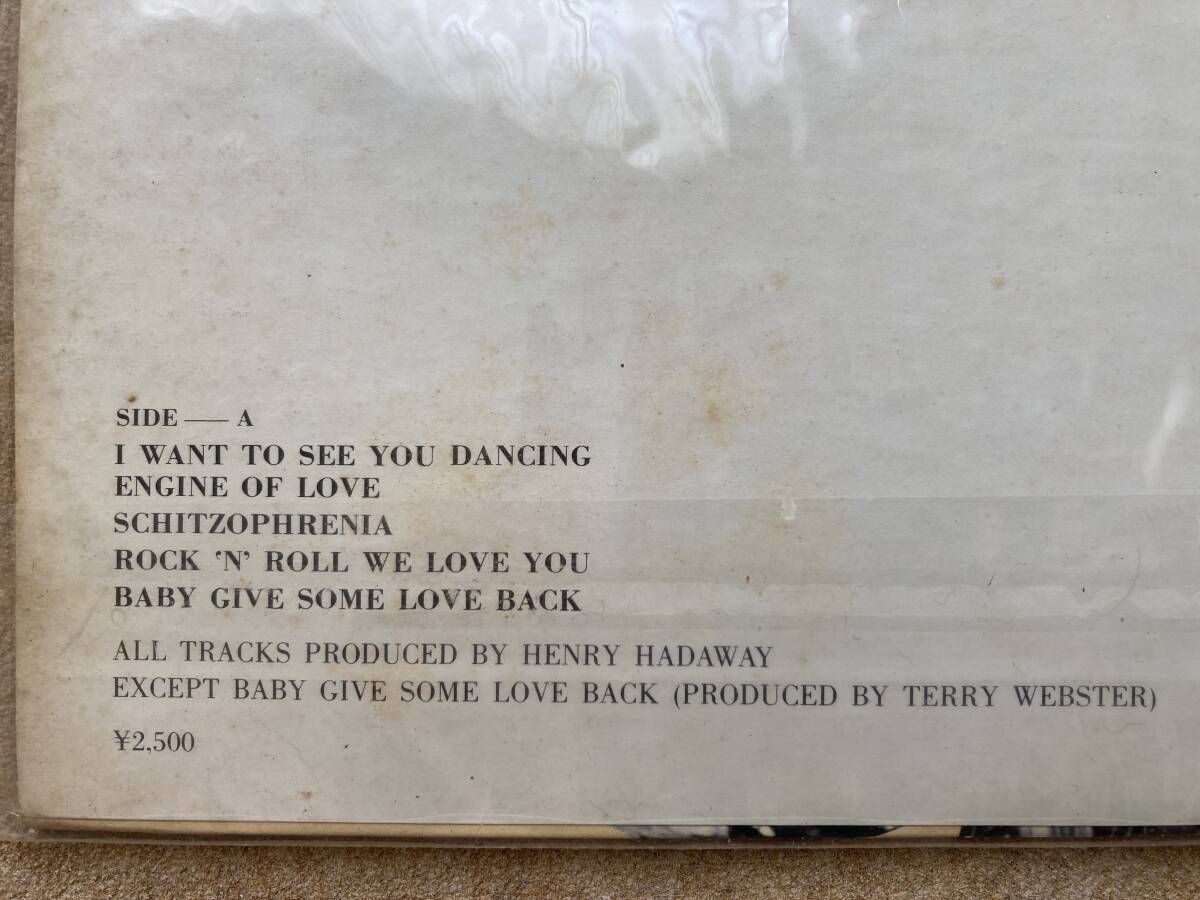 SIDE — A
I WANT TO SEE YOU DANCING
ENGINE OF LOVE
SCHITZOPHRENIA
ROCK 'N' ROLL WE LOVE YOU
BABY GIVE SOME LOVE BACK
ALL TRACKS PRODUCED BY HENRY HADAWAY
EXCEPT BABY GIVE SOME LOVE BACK (PRODUCED BY TERRY WEBSTER)
¥2,500